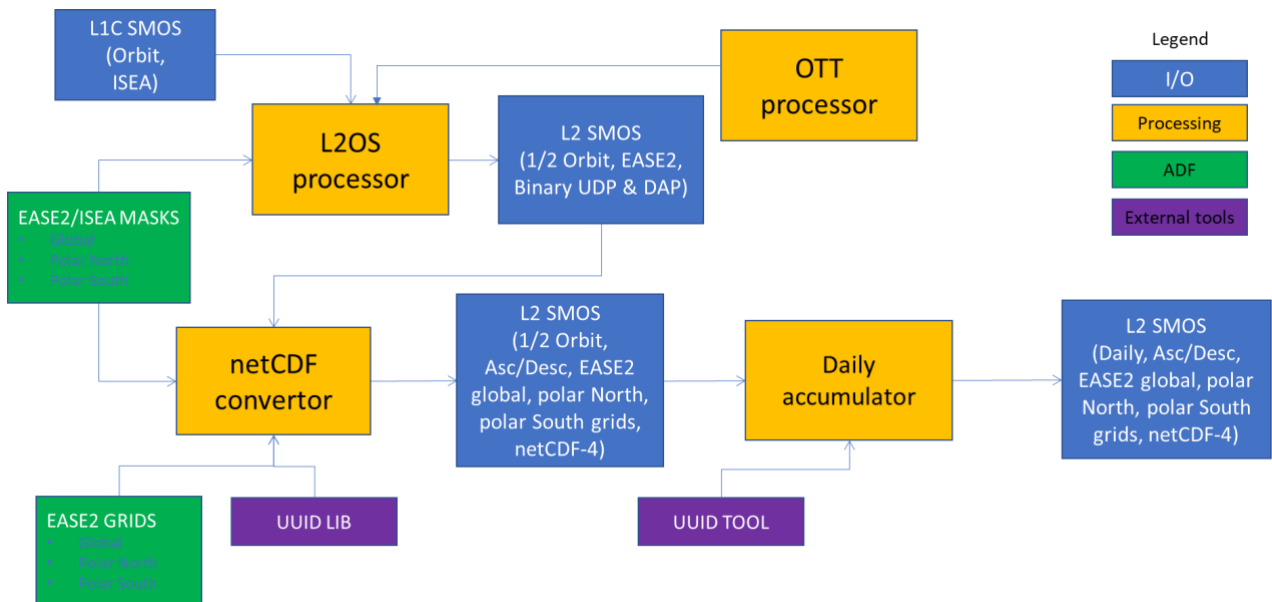 L1C SMOS
(Orbit,
ISEA)
OTT
processor
Legend
I/O
Processing
ADF
External tools
L2OS
processor
L2 SMOS
(1/2 Orbit, EASE2,
Binary UDP & DAP)
EASE2/ISEA MASKS
• Global
• Polar North
• Polar South
netCDF
convertor
L2 SMOS
(1/2 Orbit,
Asc/Desc, EASE2
global, polar North,
polar South grids,
netCDF-4)
Daily
accumulator
L2 SMOS
(Daily, Asc/Desc,
EASE2 global, polar
North, polar South
grids, netCDF-4)
EASE2 GRIDS
• Global
• Polar North
• Polar South
UUID LIB
UUID TOOL